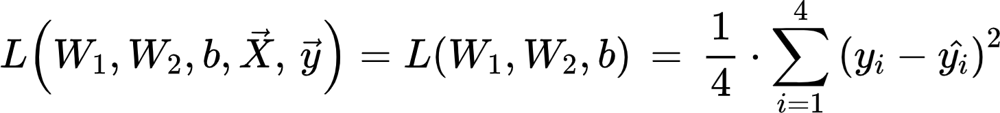 L(W₁, W₂, b, X⃗, y⃗) = L(W₁, W₂, b) = 1/4 · ∑_{i=1}^{4} (yᵢ − ŷᵢ)²